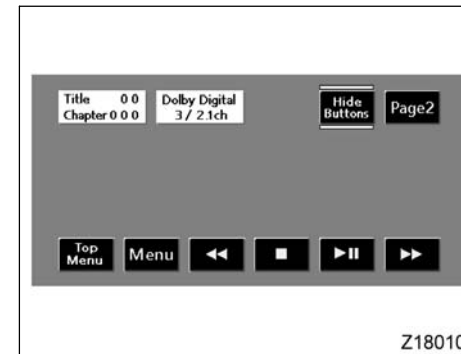 Title 0 0
Chapter 0 0 0
Dolby Digital
3 / 2.1ch
Hide
Buttons
Page2
Top
Menu
Menu
Z18010